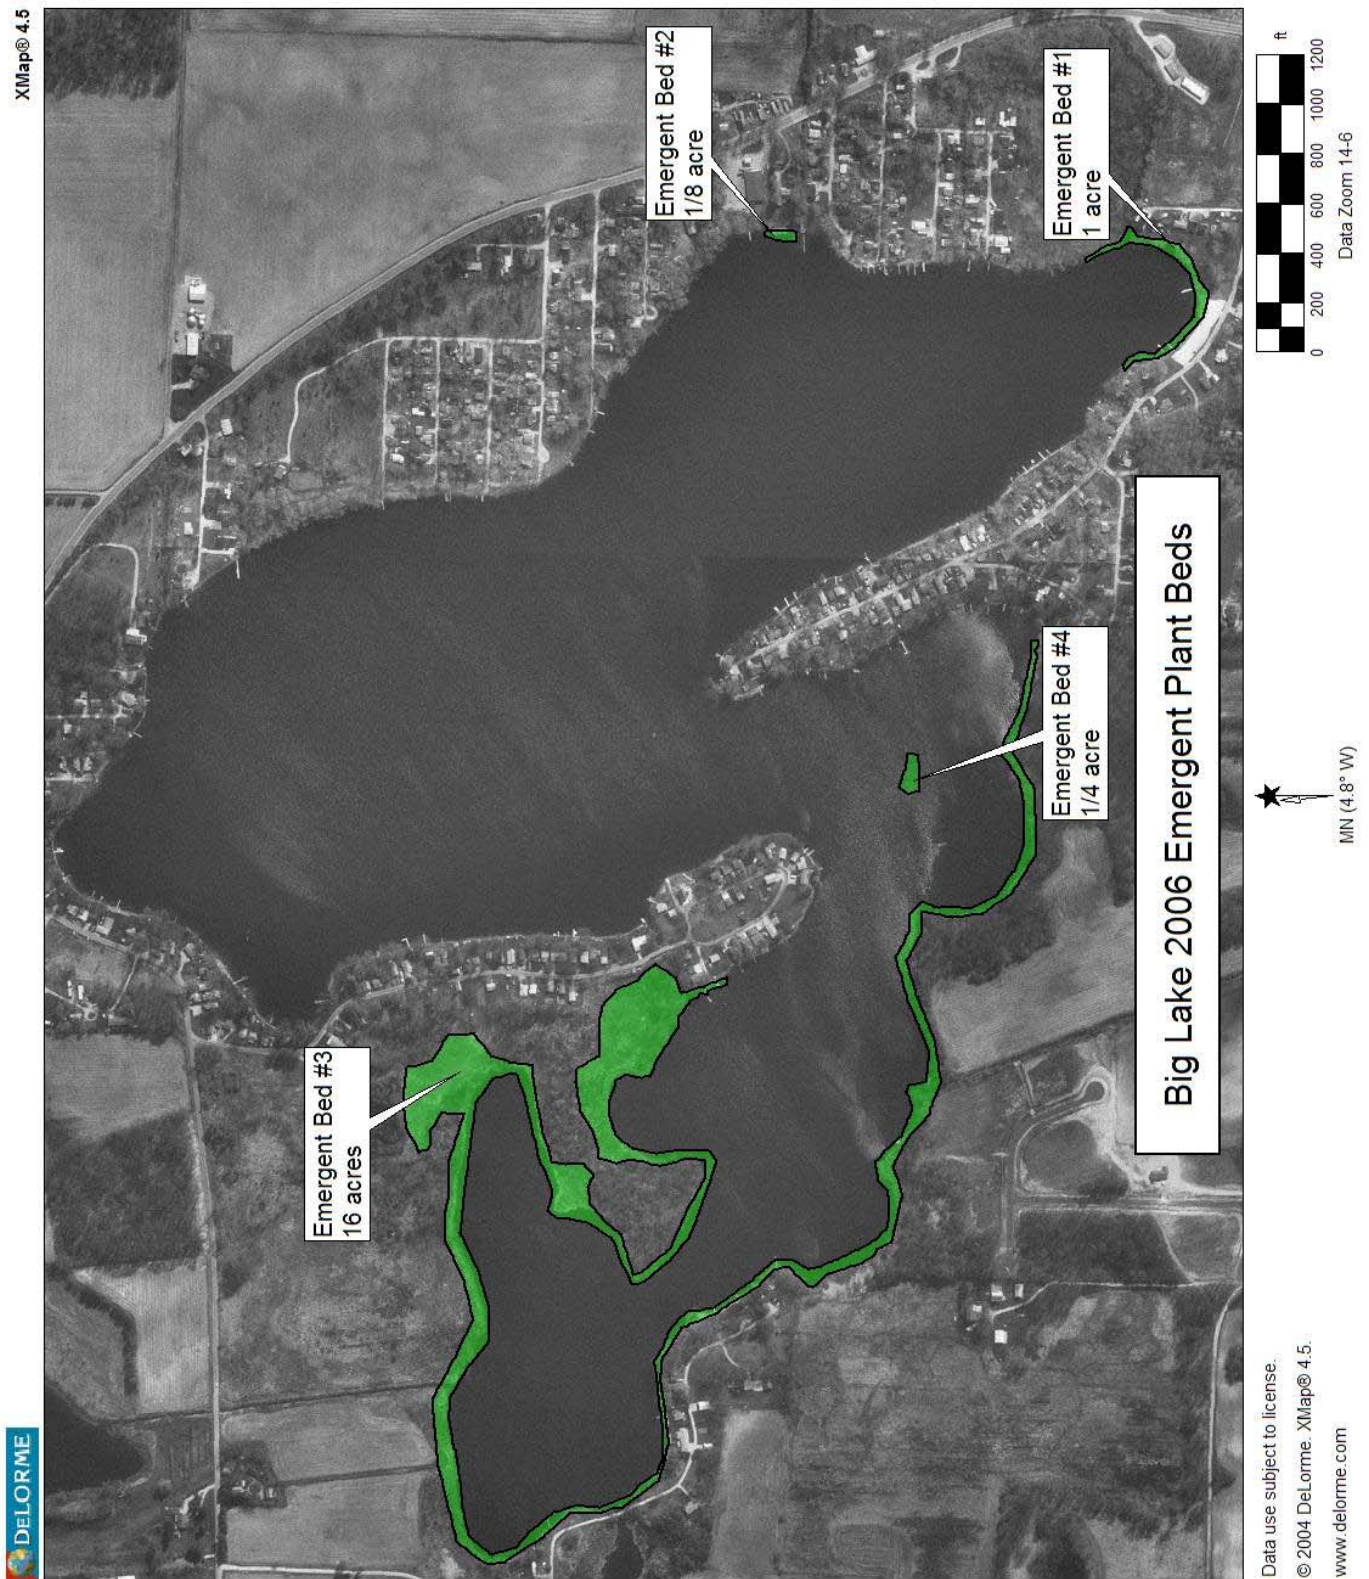 DELORME
XMap® 4.5
Emergent Bed #3
16 acres
Emergent Bed #2
1/8 acre
Emergent Bed #4
1/4 acre
Emergent Bed #1
1 acre
Big Lake 2006 Emergent Plant Beds
Data use subject to license.
© 2004 DeLorme. XMap® 4.5.
www.delorme.com
MN (4.8° W)
ft
0 200 400 600 800 1000 1200
Data Zoom 14-6